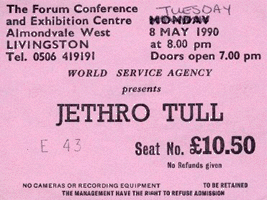 The Forum Conference TUESDAY
and Exhibition Centre MONDAY
Almondvale West 8 MAY 1990
LIVINGSTON at 8.00 pm
Tel. 0506 419191 Doors open 7.00 pm
WORLD SERVICE AGENCY
presents
JETHRO TULL
E 43 Seat No. £10.50
No Refunds given
NO CAMERAS OR RECORDING EQUIPMENT TO BE RETAINED
THE MANAGEMENT HAVE THE RIGHT TO REFUSE ADMISSION